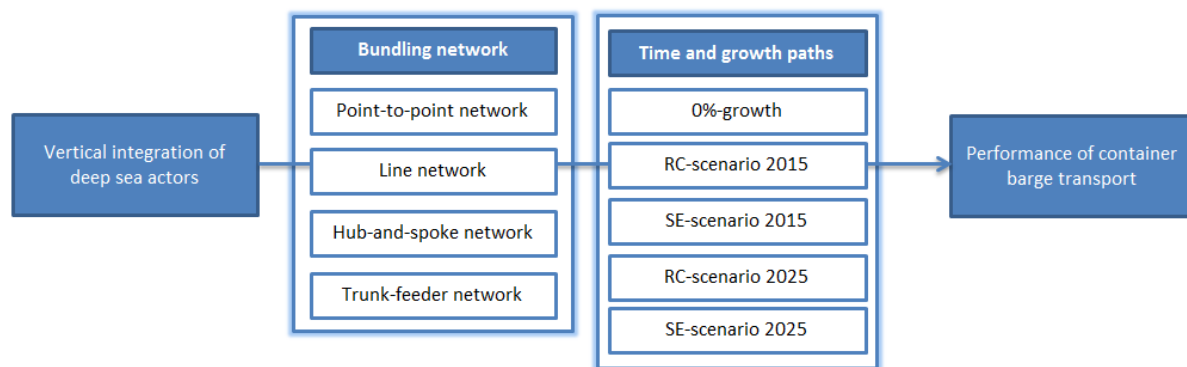 Vertical integration of
deep sea actors
Bundling network
Point-to-point network
Line network
Hub-and-spoke network
Trunk-feeder network
Time and growth paths
0%-growth
RC-scenario 2015
SE-scenario 2015
RC-scenario 2025
SE-scenario 2025
Performance of container
barge transport